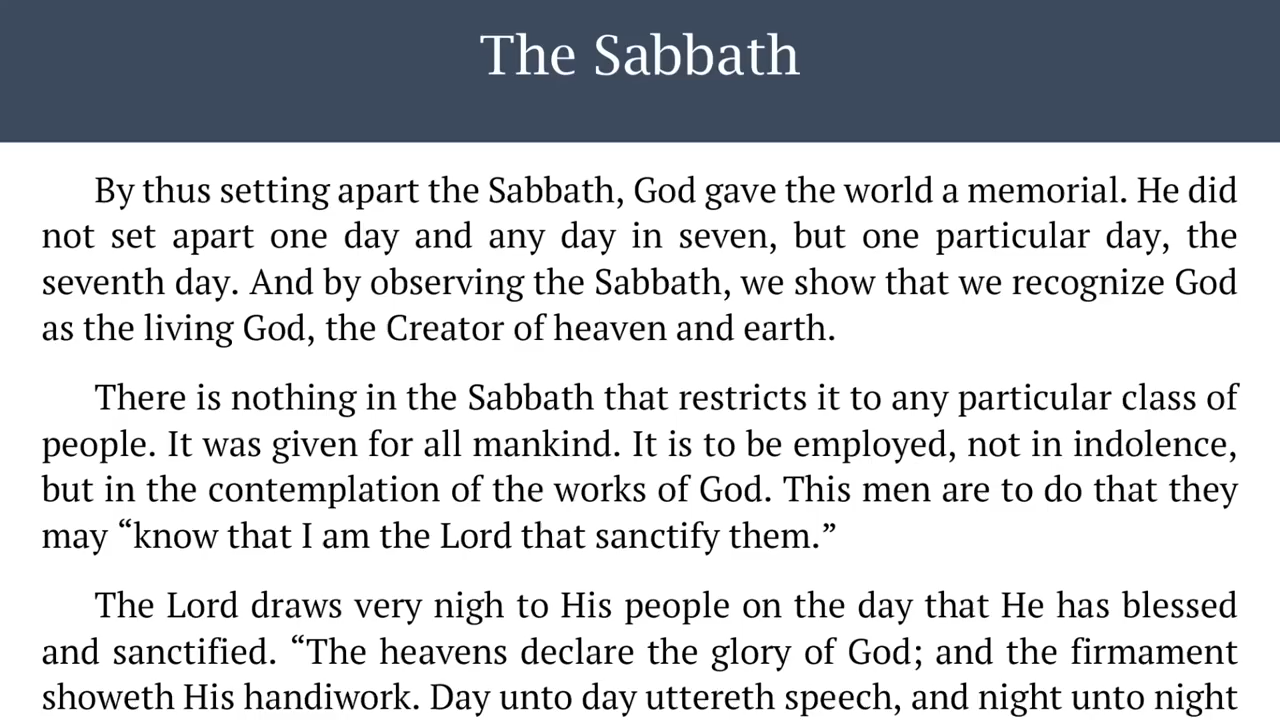 The Sabbath
By thus setting apart the Sabbath, God gave the world a memorial. He did
not set apart one day and any day in seven, but one particular day, the
seventh day. And by observing the Sabbath, we show that we recognize God
as the living God, the Creator of heaven and earth.
There is nothing in the Sabbath that restricts it to any particular class of
people. It was given for all mankind. It is to be employed, not in indolence,
but in the contemplation of the works of God. This men are to do that they
may “know that I am the Lord that sanctify them.”
The Lord draws very nigh to His people on the day that He has blessed
and sanctified. “The heavens declare the glory of God; and the firmament
showeth His handiwork. Day unto day uttereth speech, and night unto night